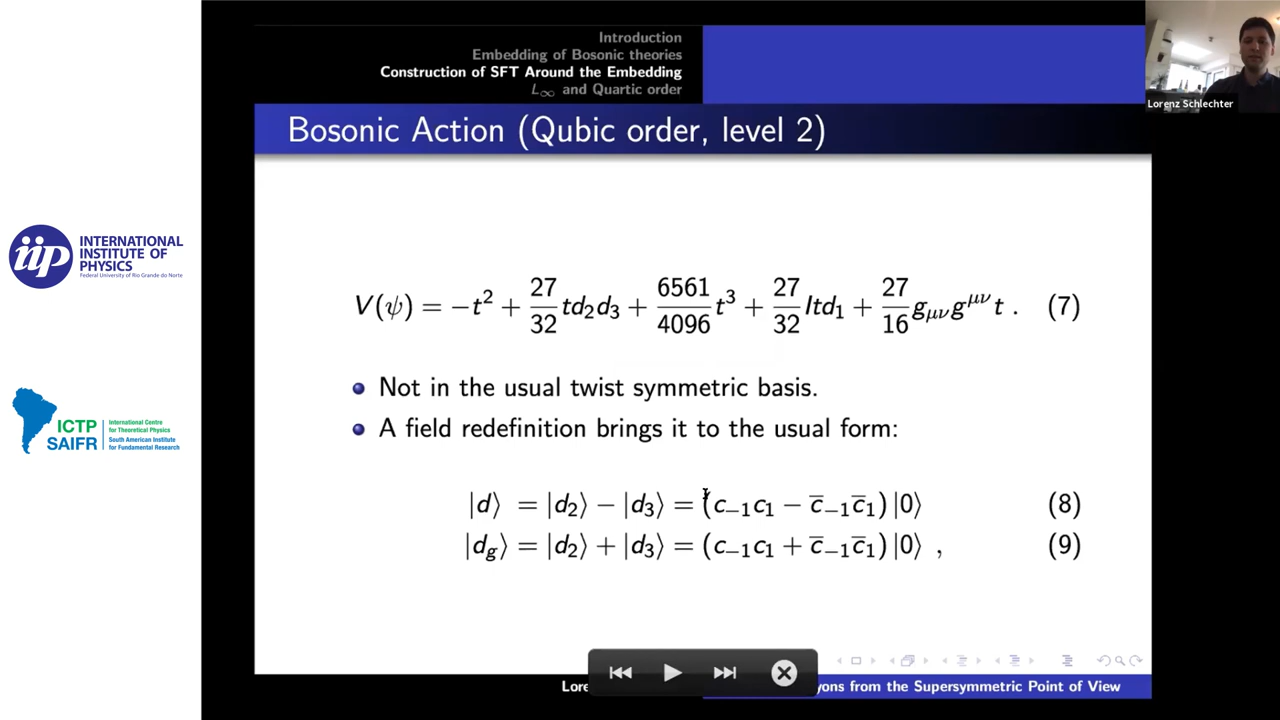 Introduction
Embedding of Bosonic theories
Construction of SFT Around the Embedding
L∞ and Quartic order
Lorenz Schlechter
Bosonic Action (Qubic order, level 2)
INTERNATIONAL
INSTITUTE OF
PHYSICS
Federal University of Rio Grande do Norte
iip
V(ψ) = −t² + 27/32 td₂d₃ + 6561/4096 t³ + 27/32 ltd₁ + 27/16 g_μν g^μν t . (7)
Not in the usual twist symmetric basis.
A field redefinition brings it to the usual form:
ICTP
SAIFR
International Centre
for Theoretical Physics
South American Institute
for Fundamental Research
|d⟩ = |d₂⟩ − |d₃⟩ = (c₋₁c₁ − c̅₋₁c̅₁) |0⟩ (8)
|d_g⟩ = |d₂⟩ + |d₃⟩ = (c₋₁c₁ + c̅₋₁c̅₁) |0⟩ , (9)
Lore
yons from the Supersymmetric Point of View